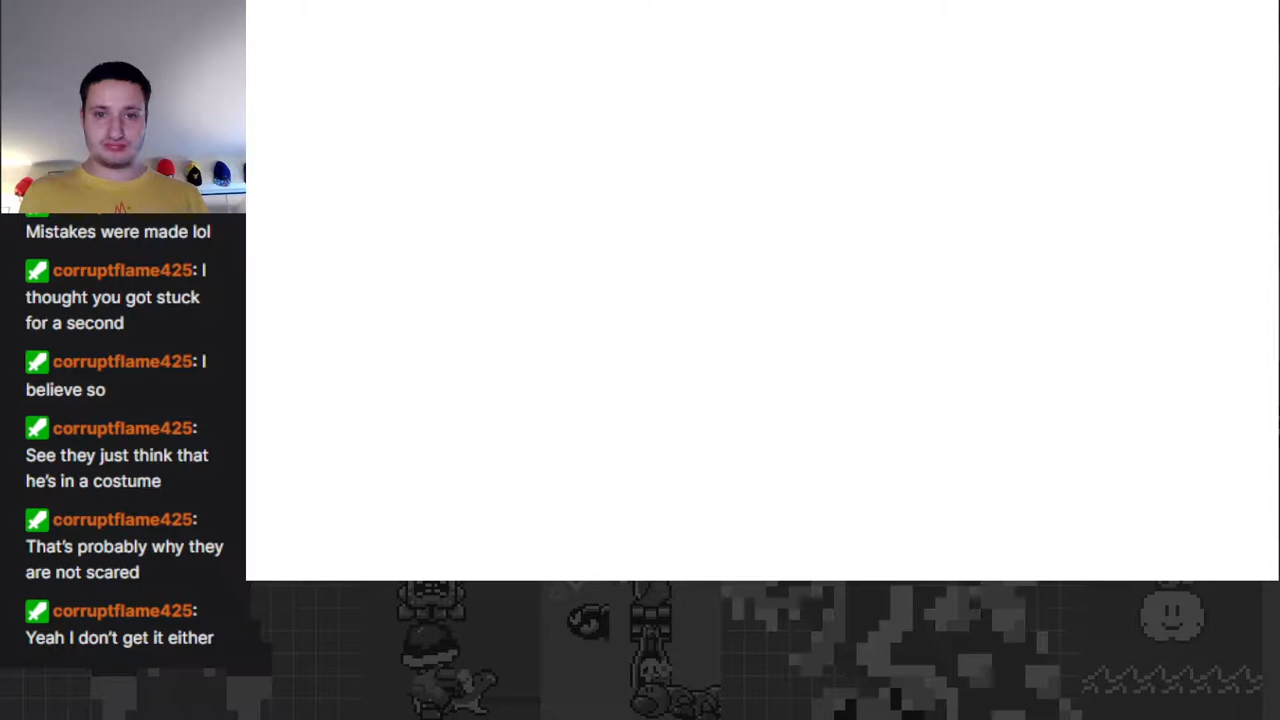 Mistakes were made lol
corruptflame425: I
thought you got stuck
for a second
corruptflame425: I
believe so
corruptflame425:
See they just think that
he's in a costume
corruptflame425:
That's probably why they
are not scared
corruptflame425:
Yeah I don't get it either